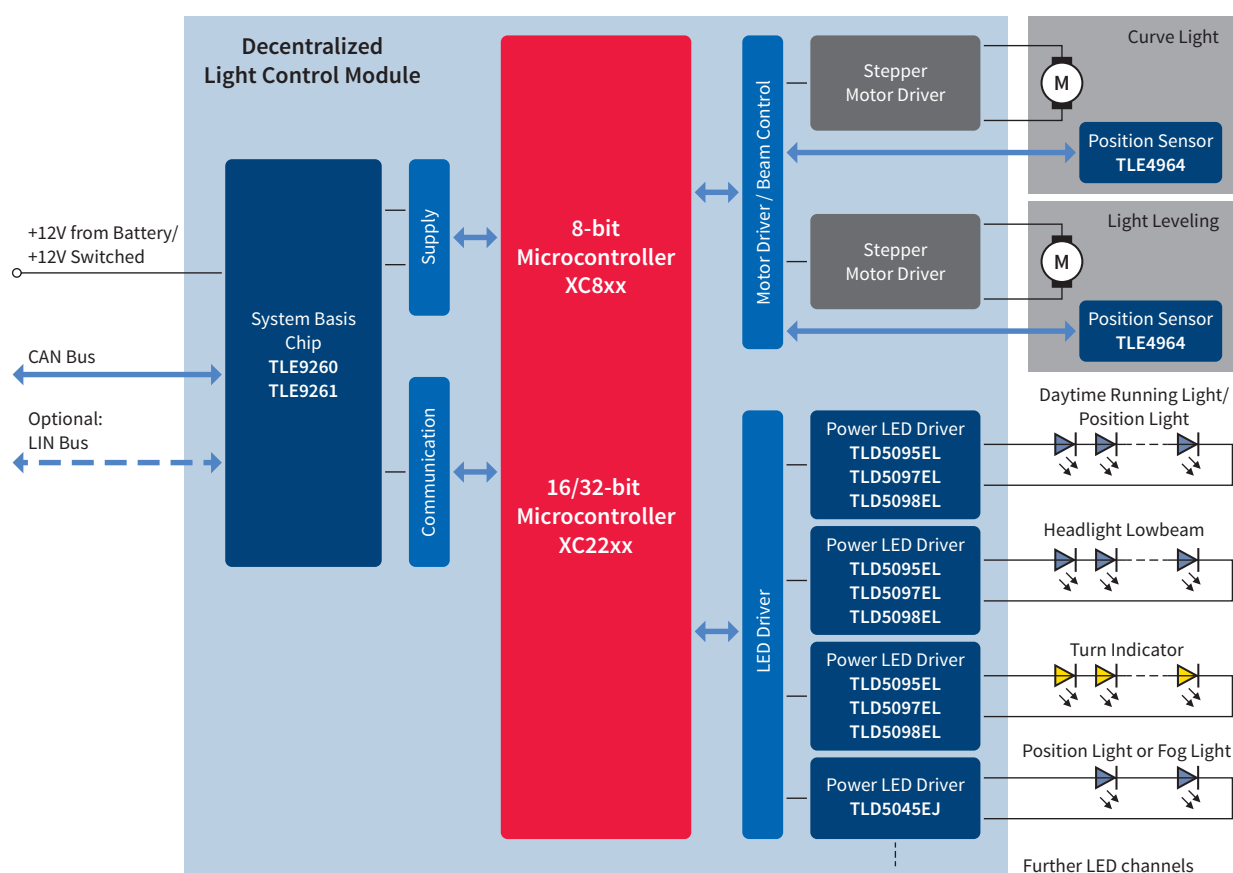 Decentralized
Light Control Module
+12V from Battery/
+12V Switched
CAN Bus
Optional:
LIN Bus
System Basis
Chip
TLE9260
TLE9261
Supply
Communication
8-bit
Microcontroller
XC8xx
16/32-bit
Microcontroller
XC22xx
Motor Driver / Beam Control
LED Driver
Stepper
Motor Driver
Curve Light
M
Position Sensor
TLE4964
Stepper
Motor Driver
Light Leveling
M
Position Sensor
TLE4964
Power LED Driver
TLD5095EL
TLD5097EL
TLD5098EL
Daytime Running Light/
Position Light
Power LED Driver
TLD5095EL
TLD5097EL
TLD5098EL
Headlight Lowbeam
Power LED Driver
TLD5095EL
TLD5097EL
TLD5098EL
Turn Indicator
Power LED Driver
TLD5045EJ
Position Light or Fog Light
Further LED channels